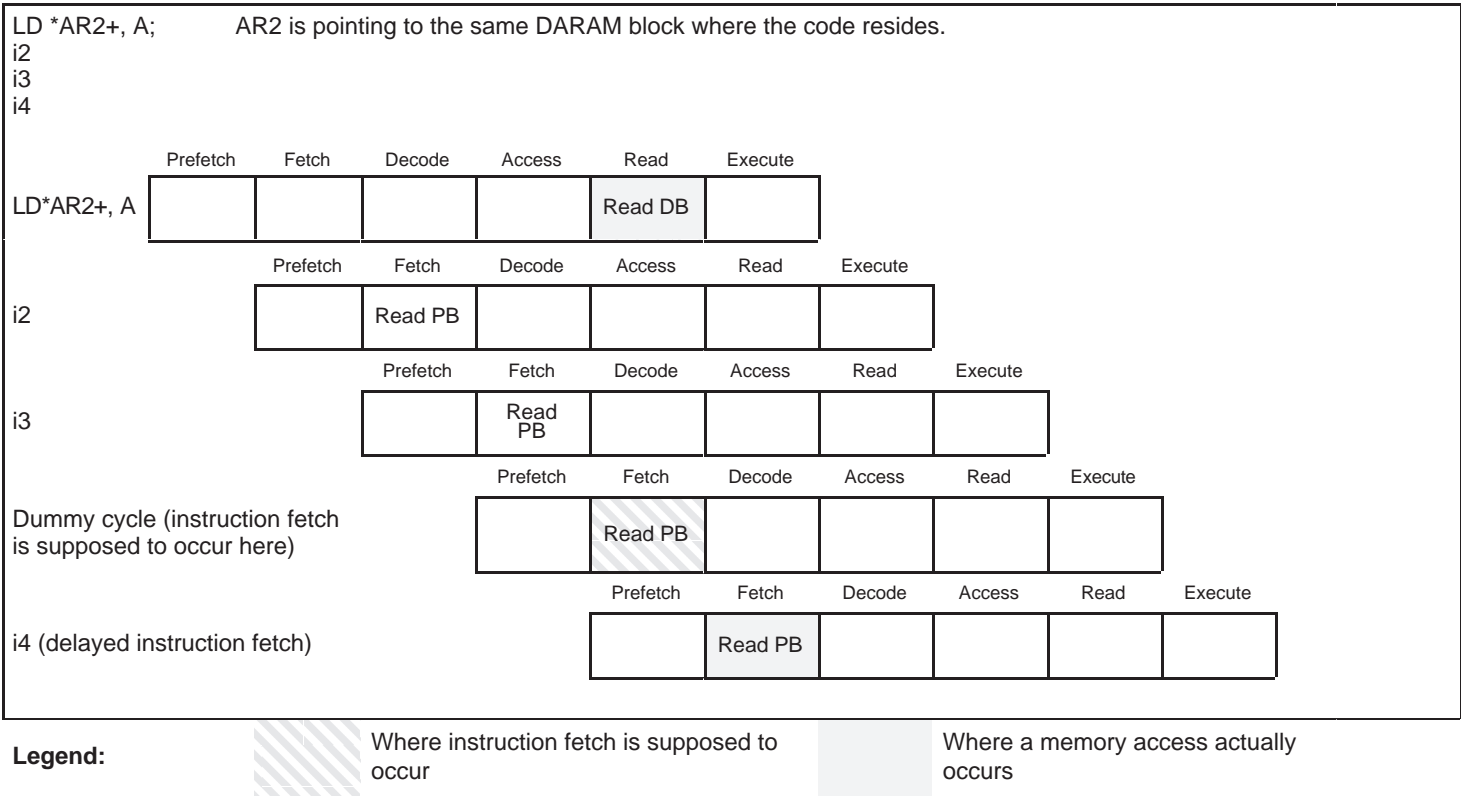 LD *AR2+, A; AR2 is pointing to the same DARAM block where the code resides.
i2
i3
i4
Prefetch Fetch Decode Access Read Execute
LD*AR2+, A Read DB
Prefetch Fetch Decode Access Read Execute
i2 Read PB
Prefetch Fetch Decode Access Read Execute
i3 Read
PB
Prefetch Fetch Decode Access Read Execute
Dummy cycle (instruction fetch
is supposed to occur here) Read PB
Prefetch Fetch Decode Access Read Execute
i4 (delayed instruction fetch) Read PB
Legend: Where instruction fetch is supposed to
occur
Where a memory access actually
occurs